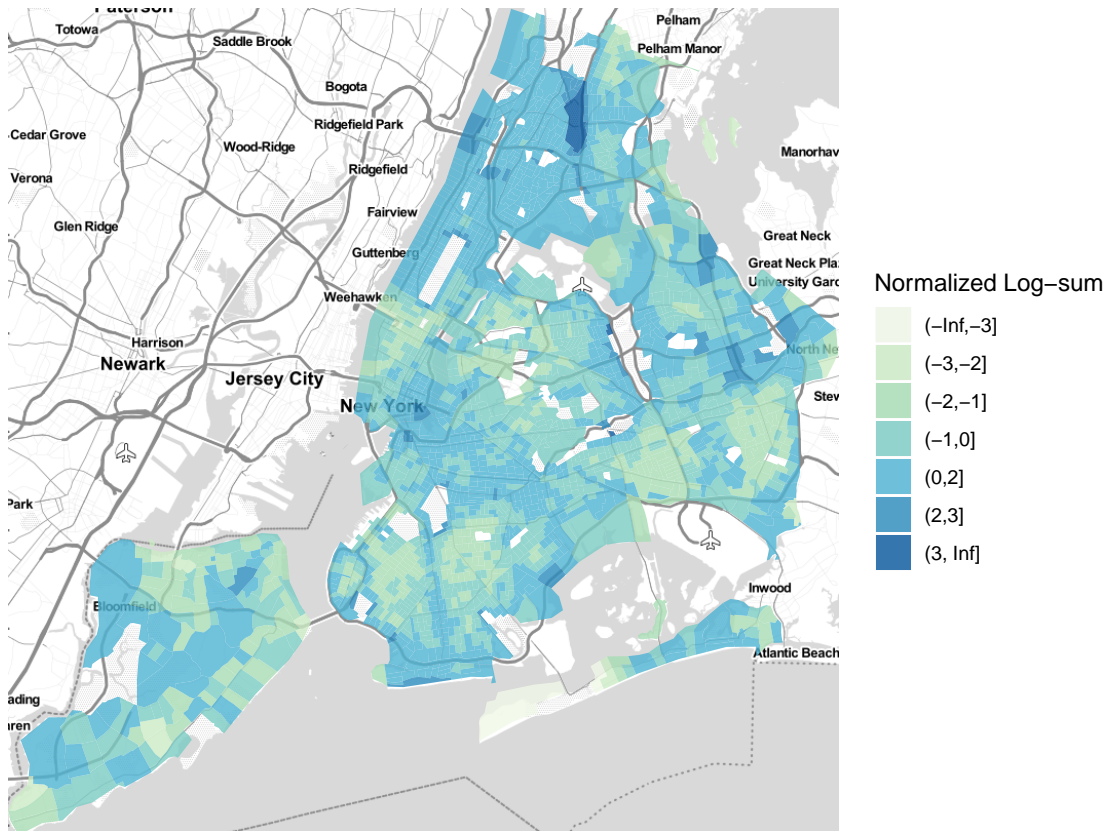 Paterson
Pelham
Totowa
Saddle Brook
Pelham Manor
Bogota
Ridgefield Park
Cedar Grove
Wood-Ridge
Manorhav
Ridgefield
Verona
Fairview
Glen Ridge
Great Neck
Guttenberg
Great Neck Plaz
University Gard
Normalized Log–sum
Weehawken
(–Inf,–3]
Harrison
North Ne
Newark
(–3,–2]
Jersey City
Stew
(–2,–1]
New York
(–1,0]
(0,2]
Park
(2,3]
(3, Inf]
Inwood
Bloomfield
Atlantic Beach
ading
aren